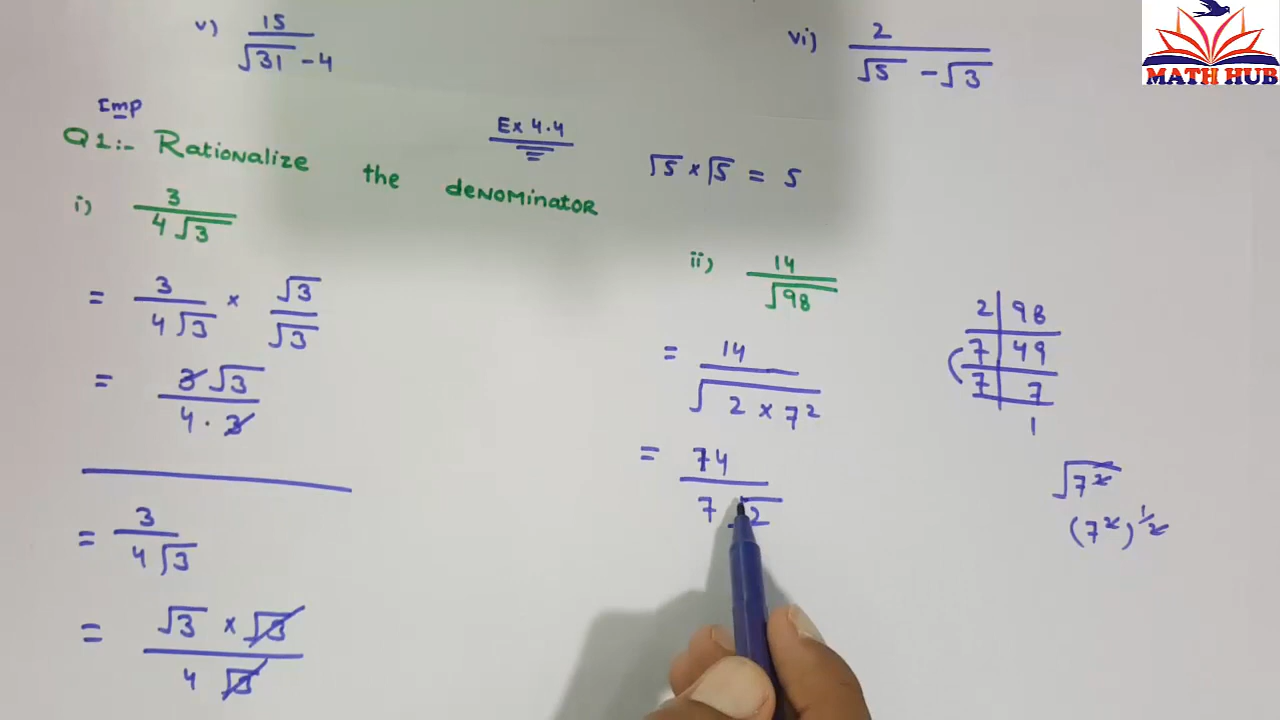 v) 15 / √31 - 4
vi) 2 / √5 - √3
MATH HUB
Imp
Ex 4.4
Q1:- Rationalize the denominator
√5 × √5 = 5
i) 3 / 4√3
= 3 / 4√3 × √3 / √3
= 3√3 / 4 · 3
= 3 / 4√3
= √3 × √3 / 4√3
ii) 14 / √98
= 14 / √2 × 7²
= 74 / 7√2
2 | 98
7 | 49
7 | 7
1
√7²
(7²)^1/2